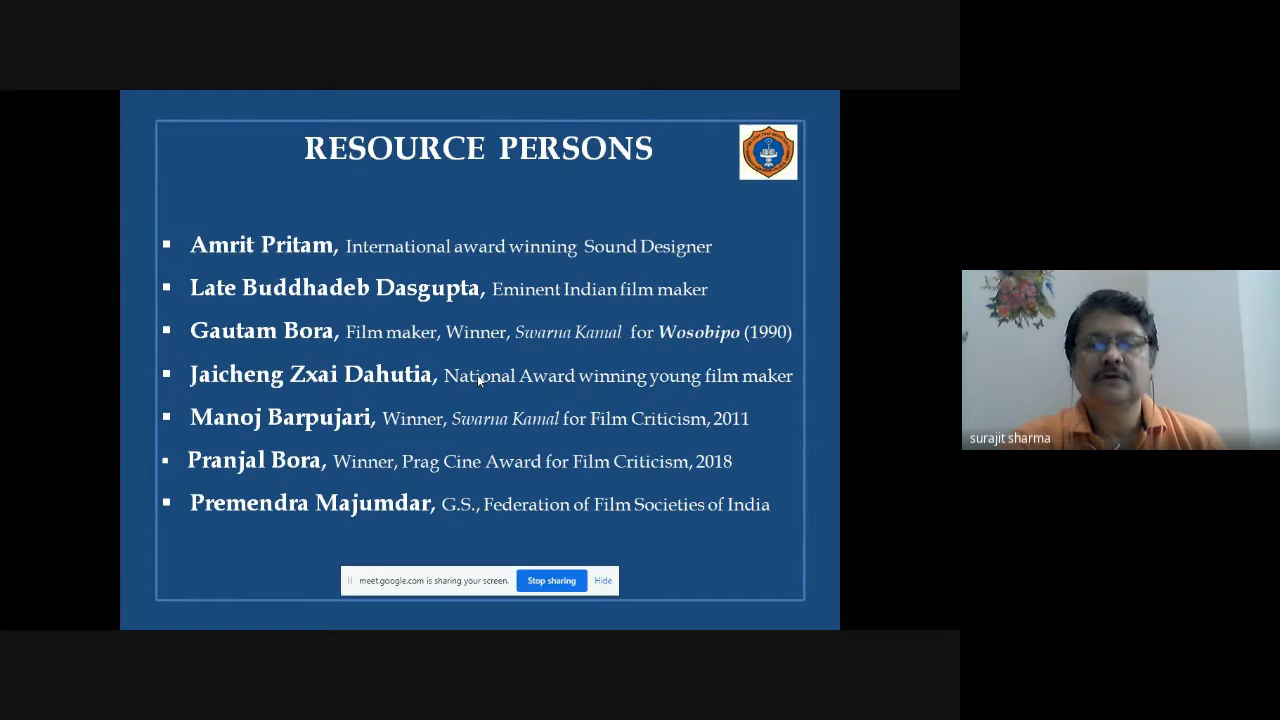 RESOURCE PERSONS
▪ Amrit Pritam, International award winning Sound Designer
▪ Late Buddhadeb Dasgupta, Eminent Indian film maker
▪ Gautam Bora, Film maker, Winner, Swarna Kamal for Wosobipo (1990)
▪ Jaicheng Zxai Dahutia, National Award winning young film maker
▪ Manoj Barpujari, Winner, Swarna Kamal for Film Criticism, 2011
▪ Pranjal Bora, Winner, Prag Cine Award for Film Criticism, 2018
▪ Premendra Majumdar, G.S., Federation of Film Societies of India
meet.google.com is sharing your screen. Stop sharing Hide
surajit sharma